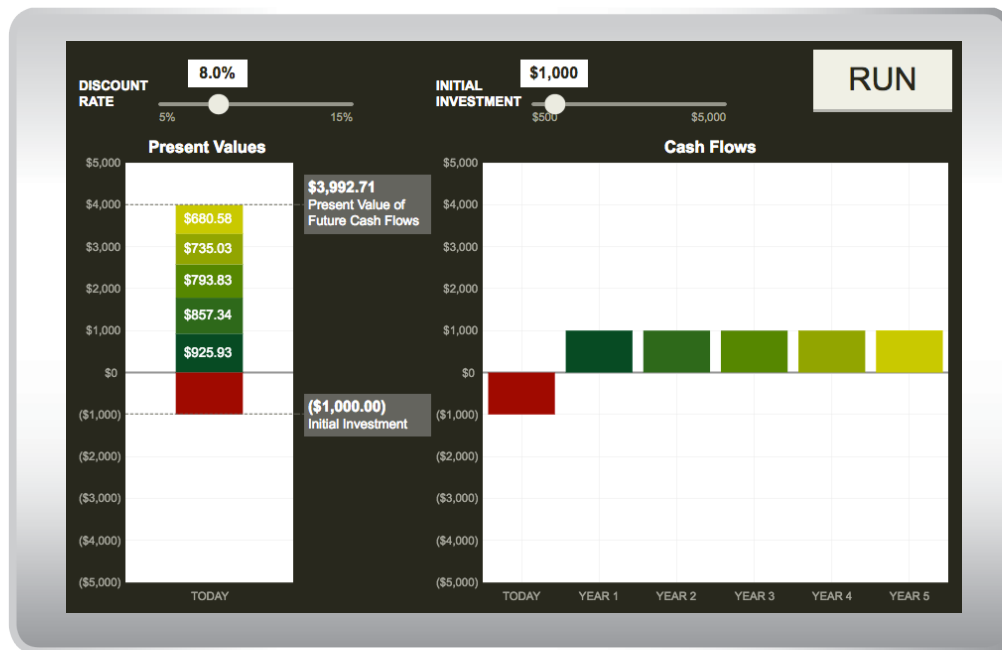 8.0%
DISCOUNT
RATE
5%
15%
$1,000
INITIAL
INVESTMENT
$500
$5,000
RUN
Present Values
$5,000
$4,000
$3,000
$2,000
$1,000
$0
($1,000)
($2,000)
($3,000)
($4,000)
($5,000)
$680.58
$735.03
$793.83
$857.34
$925.93
TODAY
$3,992.71
Present Value of
Future Cash Flows
($1,000.00)
Initial Investment
Cash Flows
$5,000
$4,000
$3,000
$2,000
$1,000
$0
($1,000)
($2,000)
($3,000)
($4,000)
($5,000)
TODAY YEAR 1 YEAR 2 YEAR 3 YEAR 4 YEAR 5